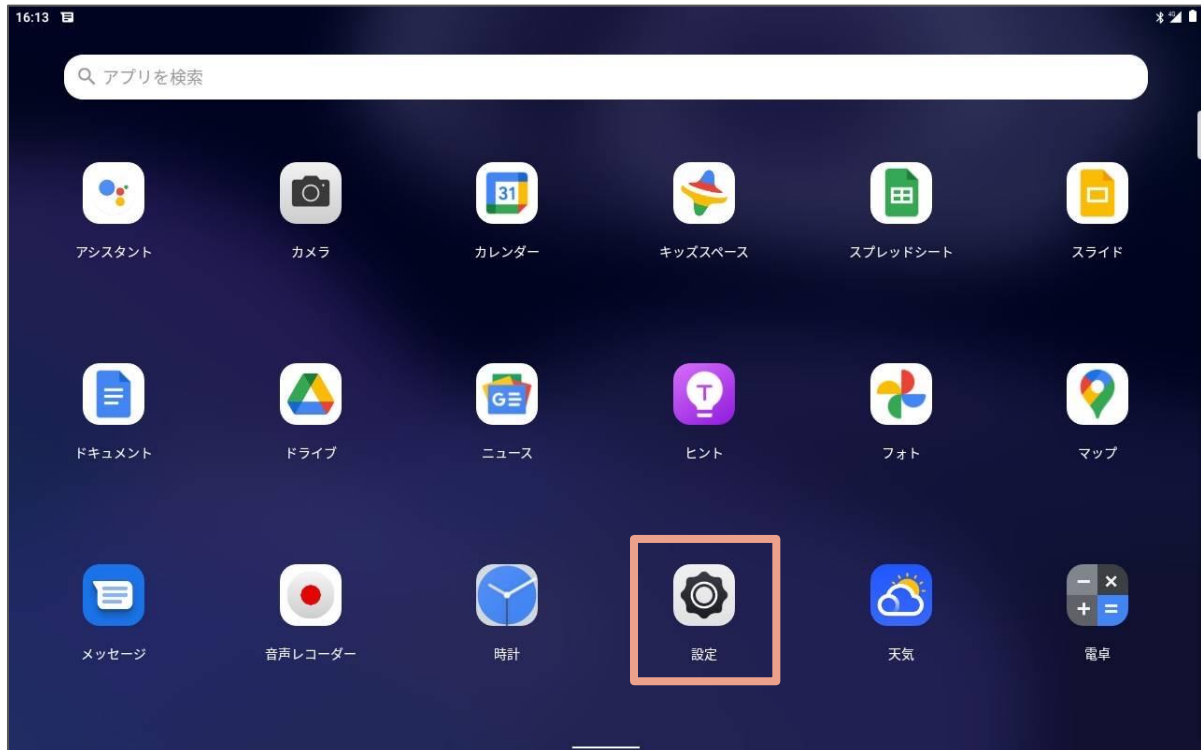 16:13
4G
アプリを検索
31
アシスタント
カメラ
カレンダー
キッズスペース
スプレッドシート
スライド
GE
T
ドキュメント
ドライブ
ニュース
ヒント
フォト
マップ
− ×
+ =
メッセージ
音声レコーダー
時計
設定
天気
電卓